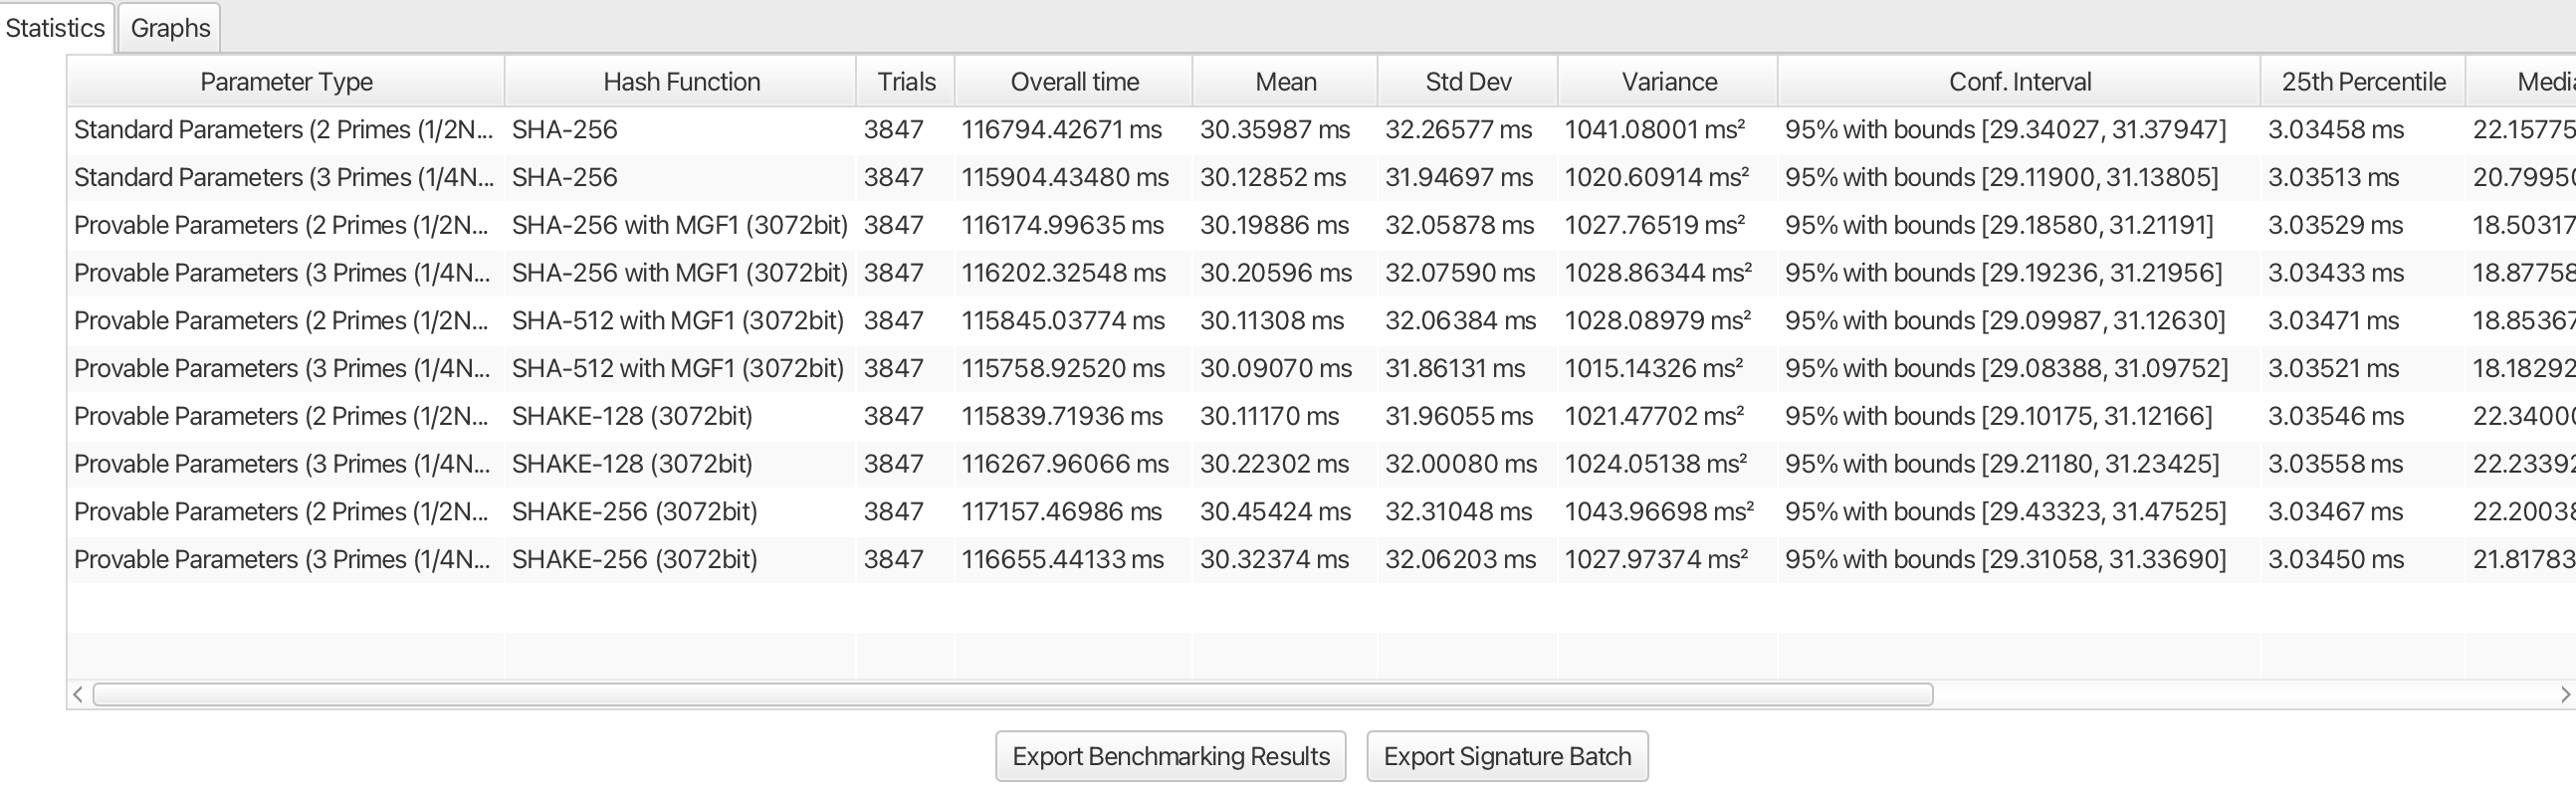 Statistics Graphs
Parameter Type Hash Function Trials Overall time Mean Std Dev Variance Conf. Interval 25th Percentile Media
Standard Parameters (2 Primes (1/2N... SHA-256 3847 116794.42671 ms 30.35987 ms 32.26577 ms 1041.08001 ms² 95% with bounds [29.34027, 31.37947] 3.03458 ms 22.15775
Standard Parameters (3 Primes (1/4N... SHA-256 3847 115904.43480 ms 30.12852 ms 31.94697 ms 1020.60914 ms² 95% with bounds [29.11900, 31.13805] 3.03513 ms 20.79950
Provable Parameters (2 Primes (1/2N... SHA-256 with MGF1 (3072bit) 3847 116174.99635 ms 30.19886 ms 32.05878 ms 1027.76519 ms² 95% with bounds [29.18580, 31.21191] 3.03529 ms 18.50317
Provable Parameters (3 Primes (1/4N... SHA-256 with MGF1 (3072bit) 3847 116202.32548 ms 30.20596 ms 32.07590 ms 1028.86344 ms² 95% with bounds [29.19236, 31.21956] 3.03433 ms 18.87758
Provable Parameters (2 Primes (1/2N... SHA-512 with MGF1 (3072bit) 3847 115845.03774 ms 30.11308 ms 32.06384 ms 1028.08979 ms² 95% with bounds [29.09987, 31.12630] 3.03471 ms 18.85367
Provable Parameters (3 Primes (1/4N... SHA-512 with MGF1 (3072bit) 3847 115758.92520 ms 30.09070 ms 31.86131 ms 1015.14326 ms² 95% with bounds [29.08388, 31.09752] 3.03521 ms 18.18292
Provable Parameters (2 Primes (1/2N... SHAKE-128 (3072bit) 3847 115839.71936 ms 30.11170 ms 31.96055 ms 1021.47702 ms² 95% with bounds [29.10175, 31.12166] 3.03546 ms 22.34000
Provable Parameters (3 Primes (1/4N... SHAKE-128 (3072bit) 3847 116267.96066 ms 30.22302 ms 32.00080 ms 1024.05138 ms² 95% with bounds [29.21180, 31.23425] 3.03558 ms 22.23392
Provable Parameters (2 Primes (1/2N... SHAKE-256 (3072bit) 3847 117157.46986 ms 30.45424 ms 32.31048 ms 1043.96698 ms² 95% with bounds [29.43323, 31.47525] 3.03467 ms 22.20038
Provable Parameters (3 Primes (1/4N... SHAKE-256 (3072bit) 3847 116655.44133 ms 30.32374 ms 32.06203 ms 1027.97374 ms² 95% with bounds [29.31058, 31.33690] 3.03450 ms 21.81783
Export Benchmarking Results Export Signature Batch